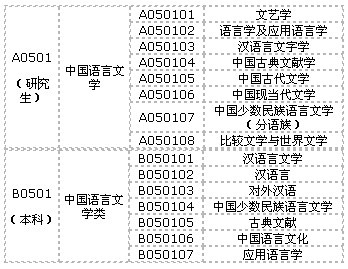 A0501
（研究
生）
中国语言文
学
A050101 文艺学
A050102 语言学及应用语言学
A050103 汉语言文字学
A050104 中国古典文献学
A050105 中国古代文学
A050106 中国现当代文学
A050107 中国少数民族语言文学
（分语族）
A050108 比较文学与世界文学
B0501
（本科）
中国语言文
学类
B050101 汉语言文学
B050102 汉语言
B050103 对外汉语
B050104 中国少数民族语言文学
B050105 古典文献
B050106 中国语言文化
B050107 应用语言学